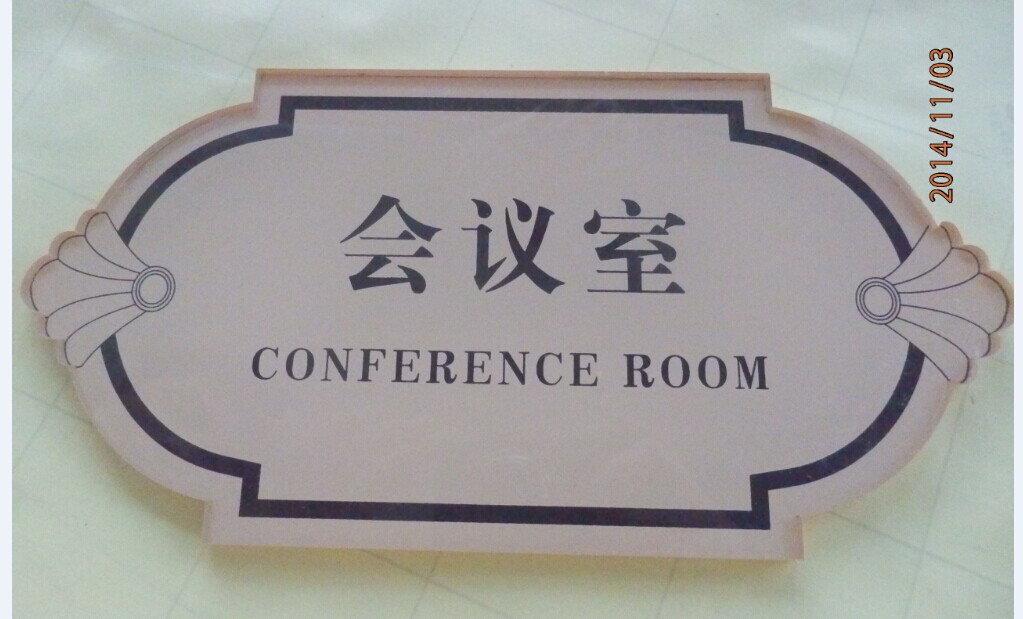 会议室
CONFERENCE ROOM
2014/11/03